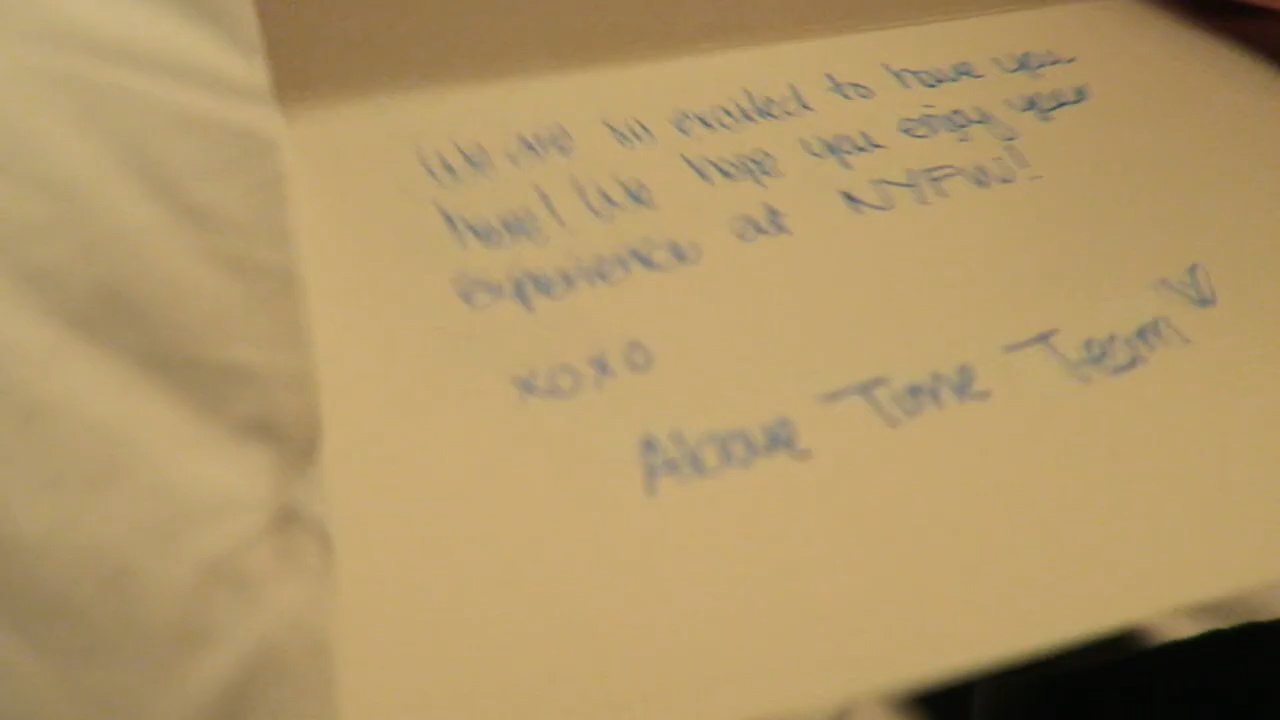 We are so excited to have you
here! We hope you enjoy your
experience at NYFW!
xoxo
Above Tone Team